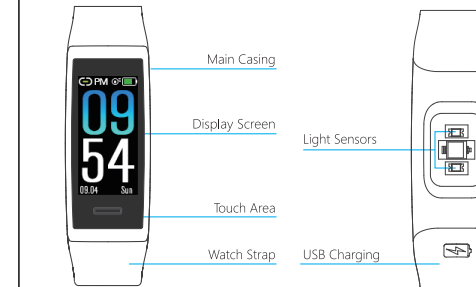 Main Casing
PM
09
54
09.04 Sun
Display Screen
Light Sensors
Touch Area
Watch Strap
USB Charging